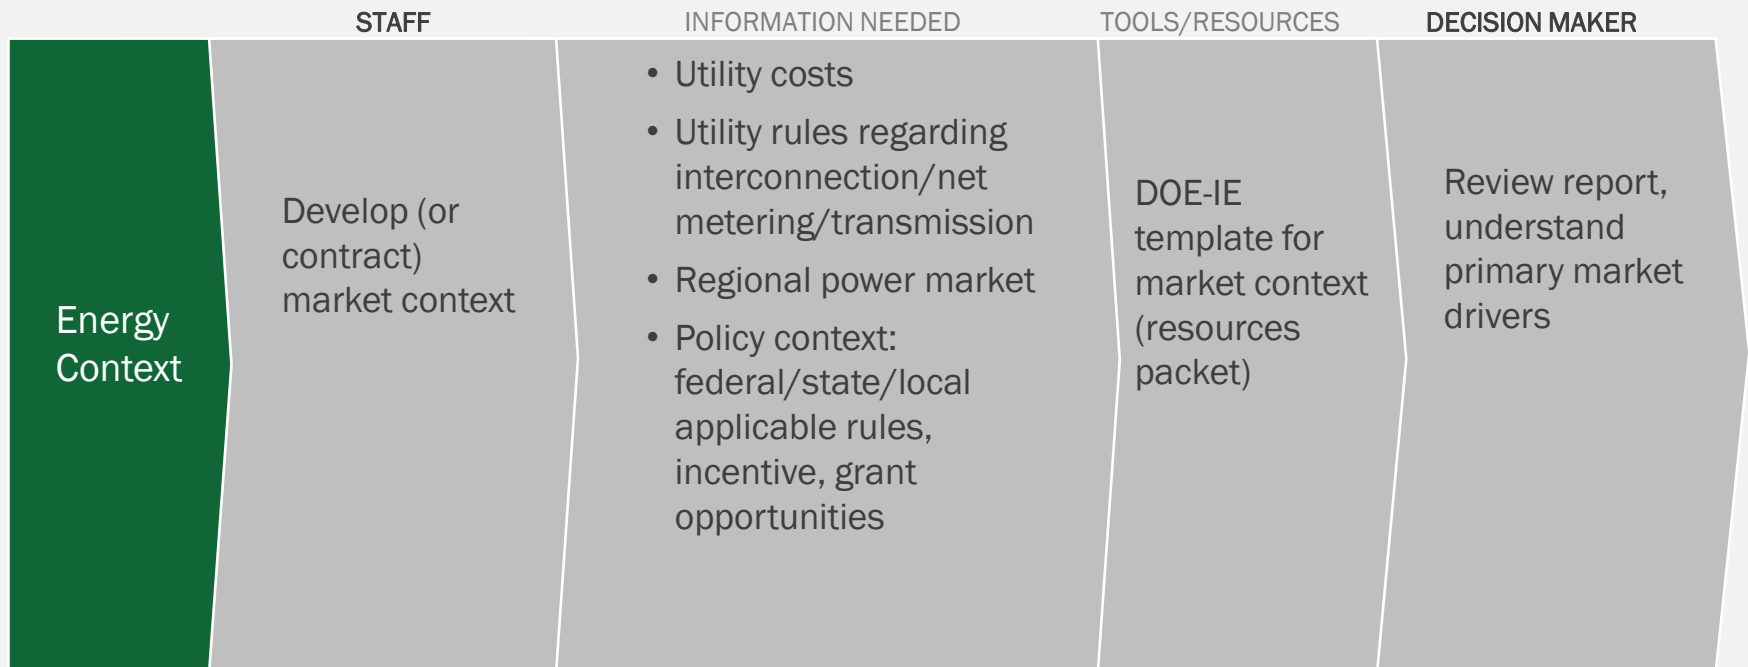 STAFF
INFORMATION NEEDED
TOOLS/RESOURCES
DECISION MAKER
Energy
Context
Develop (or
contract)
market context
• Utility costs
• Utility rules regarding
interconnection/net
metering/transmission
• Regional power market
• Policy context:
federal/state/local
applicable rules,
incentive, grant
opportunities
DOE-IE
template for
market context
(resources
packet)
Review report,
understand
primary market
drivers